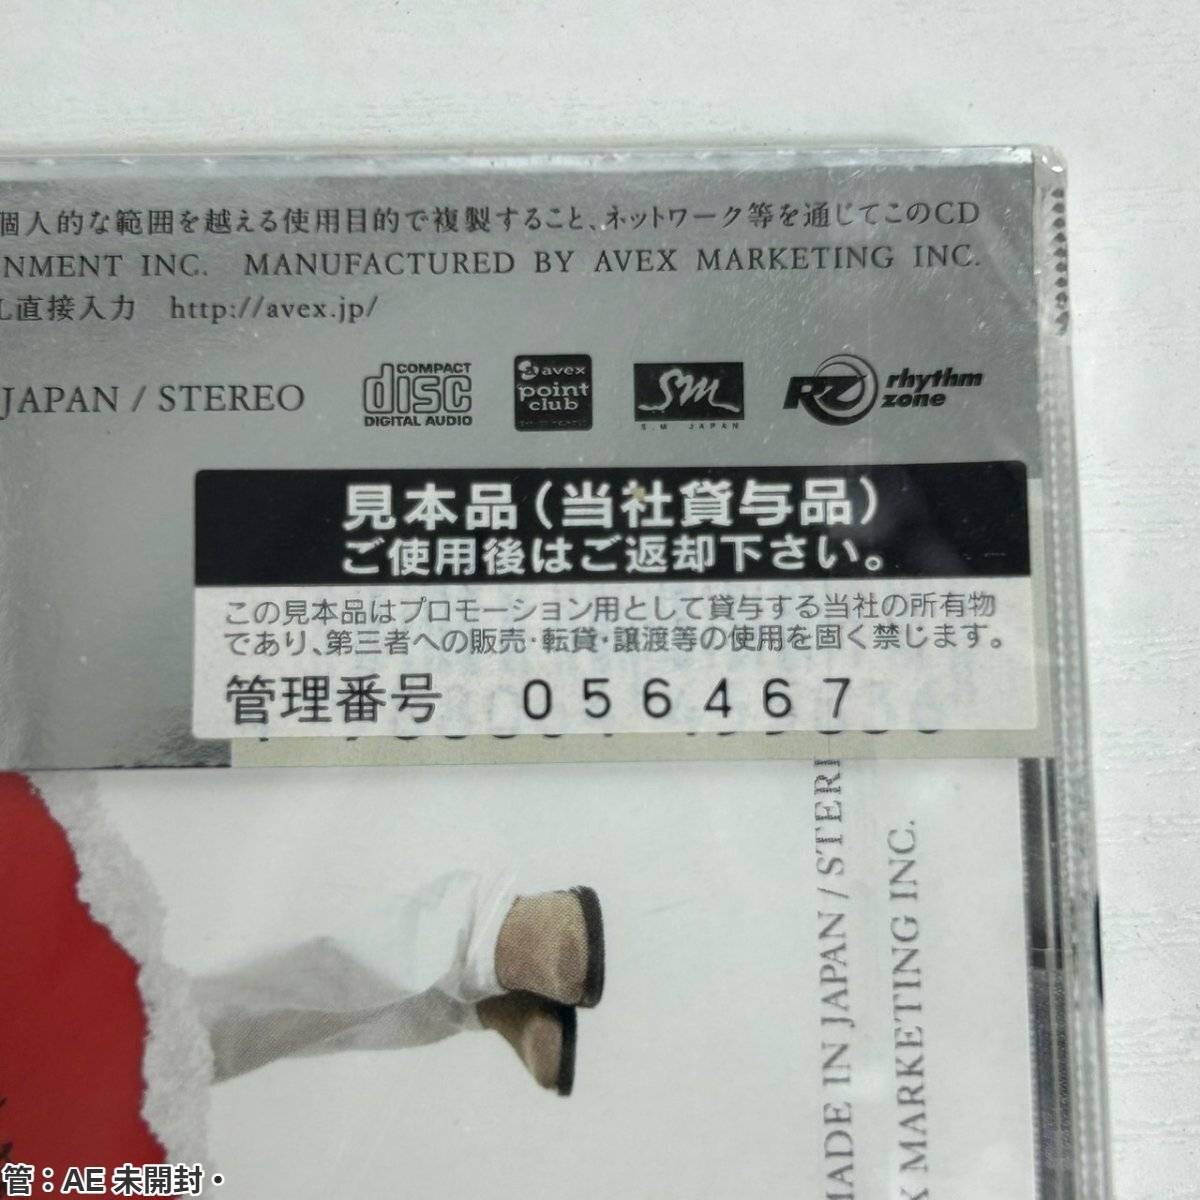 個人的な範囲を越える使用目的で複製すること、ネットワーク等を通じてこのCD
NMENT INC. MANUFACTURED BY AVEX MARKETING INC.
L直接入力 http://avex.jp/
JAPAN / STEREO
COMPACT
disc
DIGITAL AUDIO
avex
point
club
SM
S.M JAPAN
RZ
rhythm
zone
見本品(当社貸与品)
ご使用後はご返却下さい。
この見本品はプロモーション用として貸与する当社の所有物
であり、第三者への販売・転貸・譲渡等の使用を固く禁じます。
管理番号 056467
MADE IN JAPAN / STER
X MARKETING INC.
管：AE 未開封・